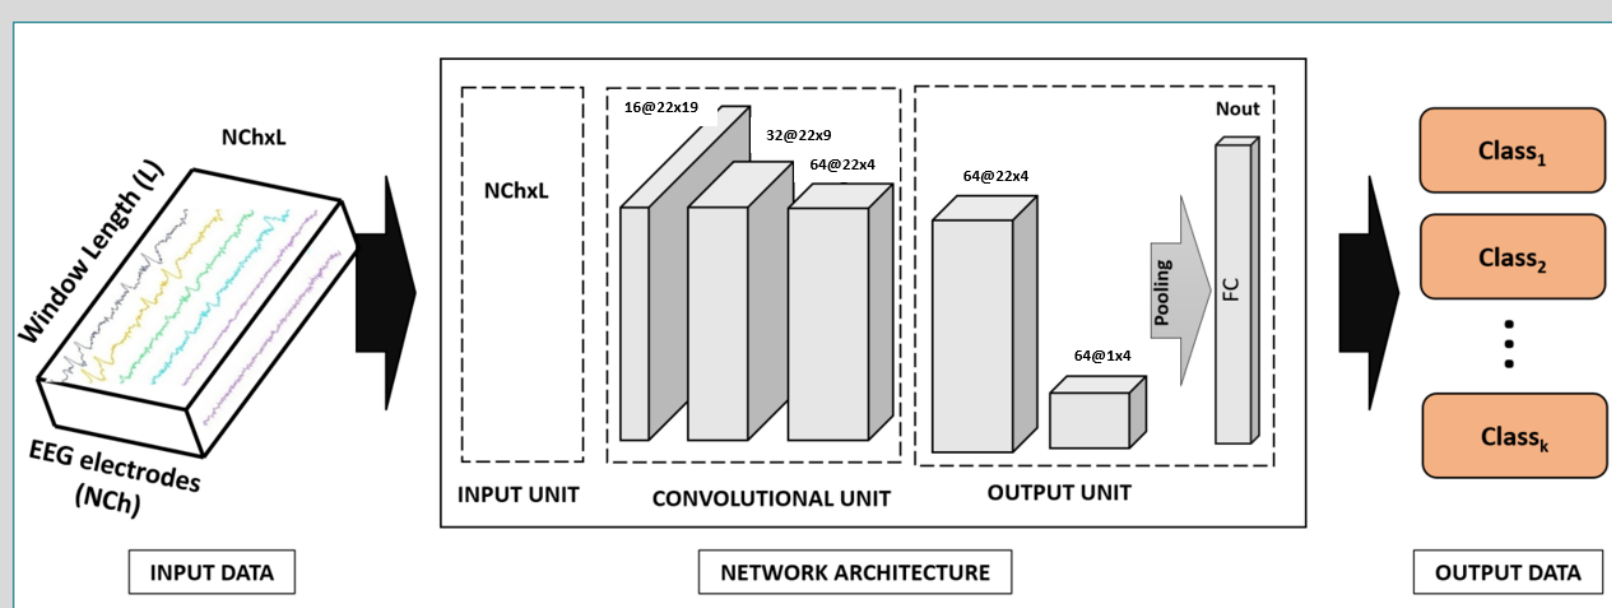 NChxL
Window Length (L)
EEG electrodes
(NCh)
INPUT DATA
NChxL
INPUT UNIT
16@22x19
32@22x9
64@22x4
CONVOLUTIONAL UNIT
64@22x4
64@1x4
Pooling
Nout
FC
OUTPUT UNIT
NETWORK ARCHITECTURE
Class1
Class2
Classk
OUTPUT DATA